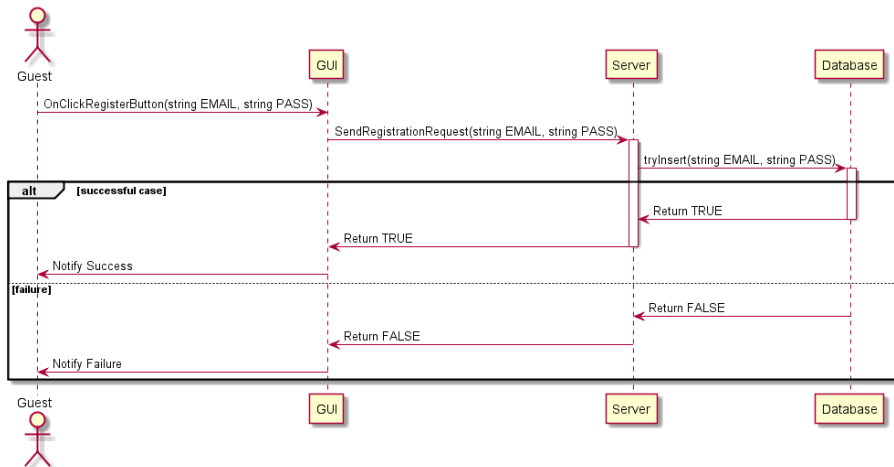 Guest
GUI
Server
Database
OnClickRegisterButton(string EMAIL, string PASS)
SendRegistrationRequest(string EMAIL, string PASS)
tryInsert(string EMAIL, string PASS)
alt [successful case]
Return TRUE
Return TRUE
Notify Success
[failure]
Return FALSE
Return FALSE
Notify Failure
Guest
GUI
Server
Database